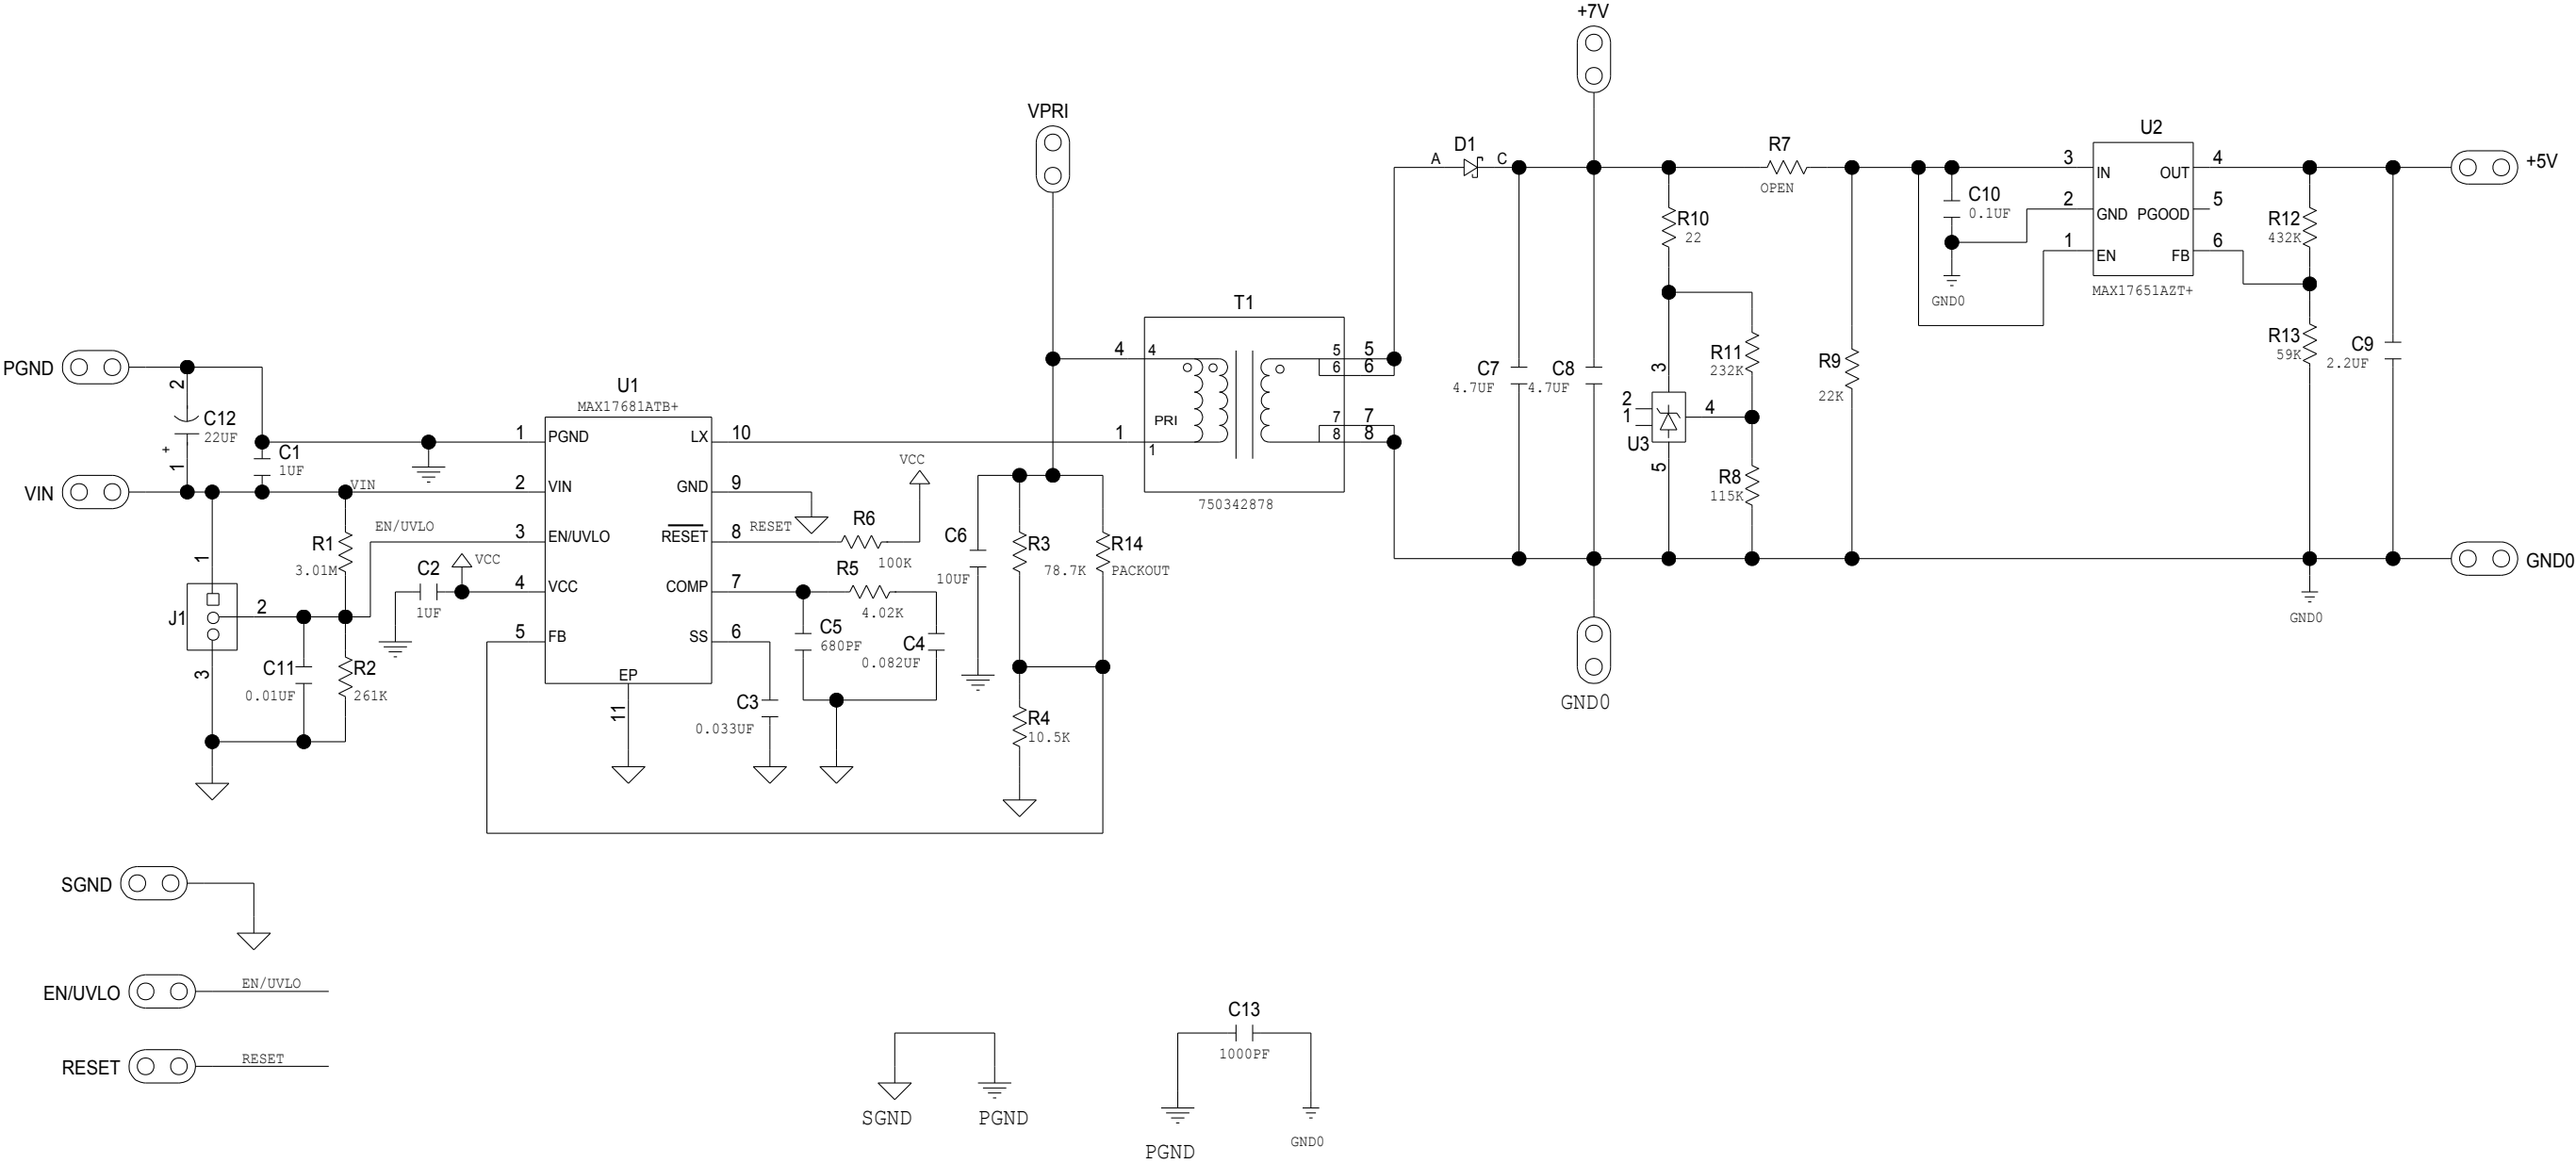 +7V
VPRI
D1
A
C
R7
OPEN
U2
3
IN
OUT
4
+5V
2
GND
PGOOD
5
1
EN
FB
6
MAX17651AZT+
C10
0.1UF
GND0
R10
22
R12
432K
R13
59K
C9
2.2UF
T1
4
4
5
5
6
6
7
7
8
8
PRI
1
1
750342878
C7
4.7UF
C8
4.7UF
3
2
1
U3
4
5
R11
232K
R8
115K
R9
22K
GND0
GND0
GND0
PGND
2
C12
22UF
+
1
C1
1UF
VIN
VIN
U1
MAX17681ATB+
1
PGND
LX
10
2
VIN
GND
9
3
EN/UVLO
RESET
8
4
VCC
COMP
7
5
FB
SS
6
EP
11
EN/UVLO
R1
3.01M
1
J1
2
3
C11
0.01UF
R2
261K
C2
1UF
VCC
VCC
RESET
R6
100K
R5
4.02K
C5
680PF
C4
0.082UF
C3
0.033UF
C6
10UF
R3
78.7K
R14
PACKOUT
R4
10.5K
SGND
EN/UVLO
EN/UVLO
RESET
RESET
SGND
PGND
C13
1000PF
PGND
GND0